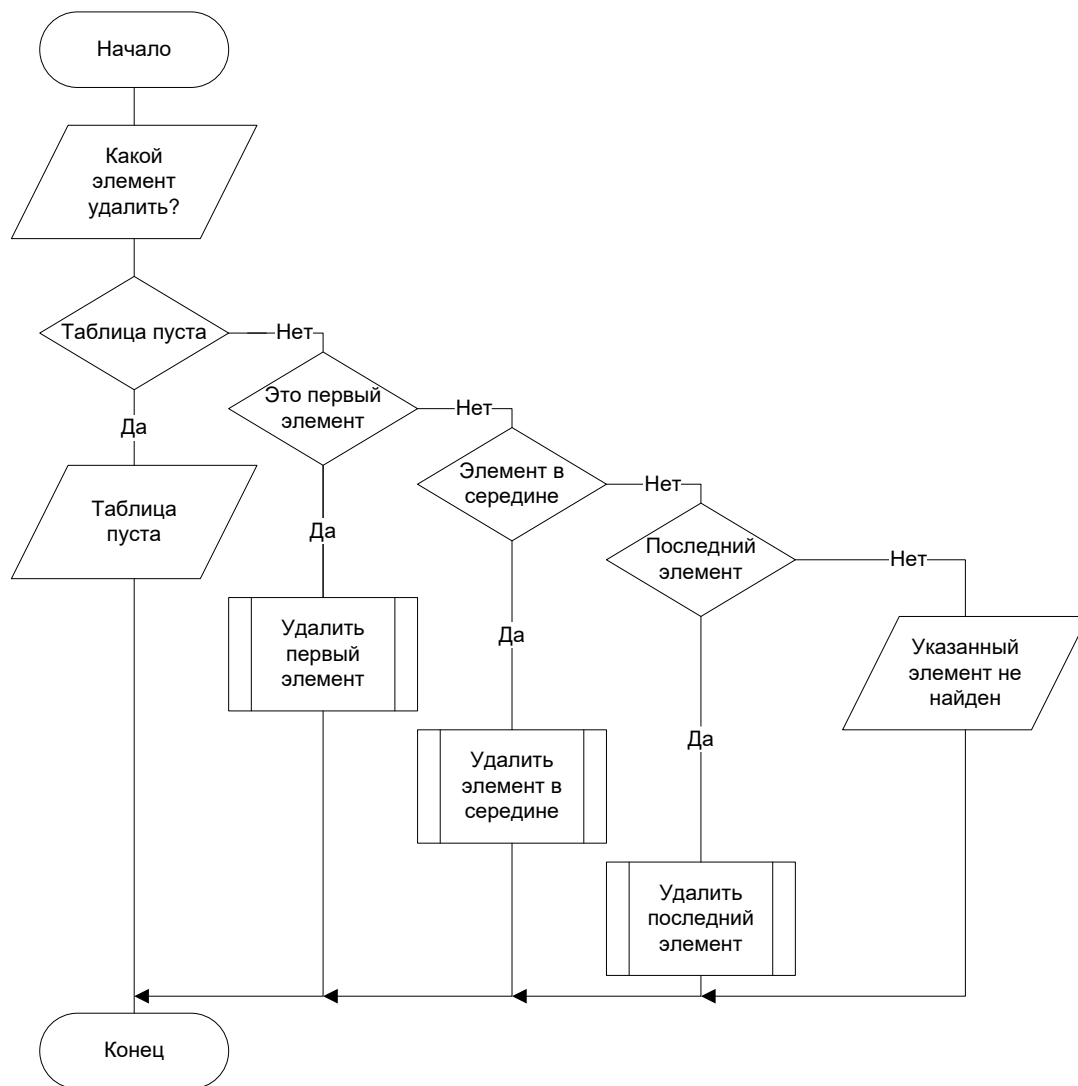 Начало
Какой
элемент
удалить?
Таблица пуста
Нет
Это первый
элемент
Нет
Да
Элемент в
середине
Нет
Таблица
пуста
Да
Последний
элемент
Нет
Удалить
первый
элемент
Да
Указанный
элемент не
найден
Да
Удалить
элемент в
середине
Удалить
последний
элемент
Конец